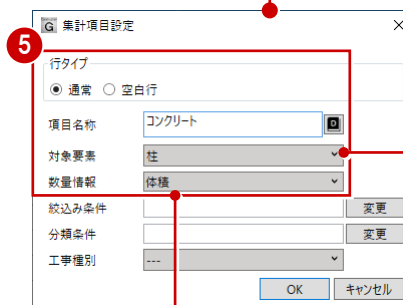 G 集計項目設定
5
行タイプ
通常 空白行
項目名称 コンクリート D
対象要素 柱
数量情報 体積
絞込み条件 変更
分類条件 変更
工事種別 ---
OK キャンセル